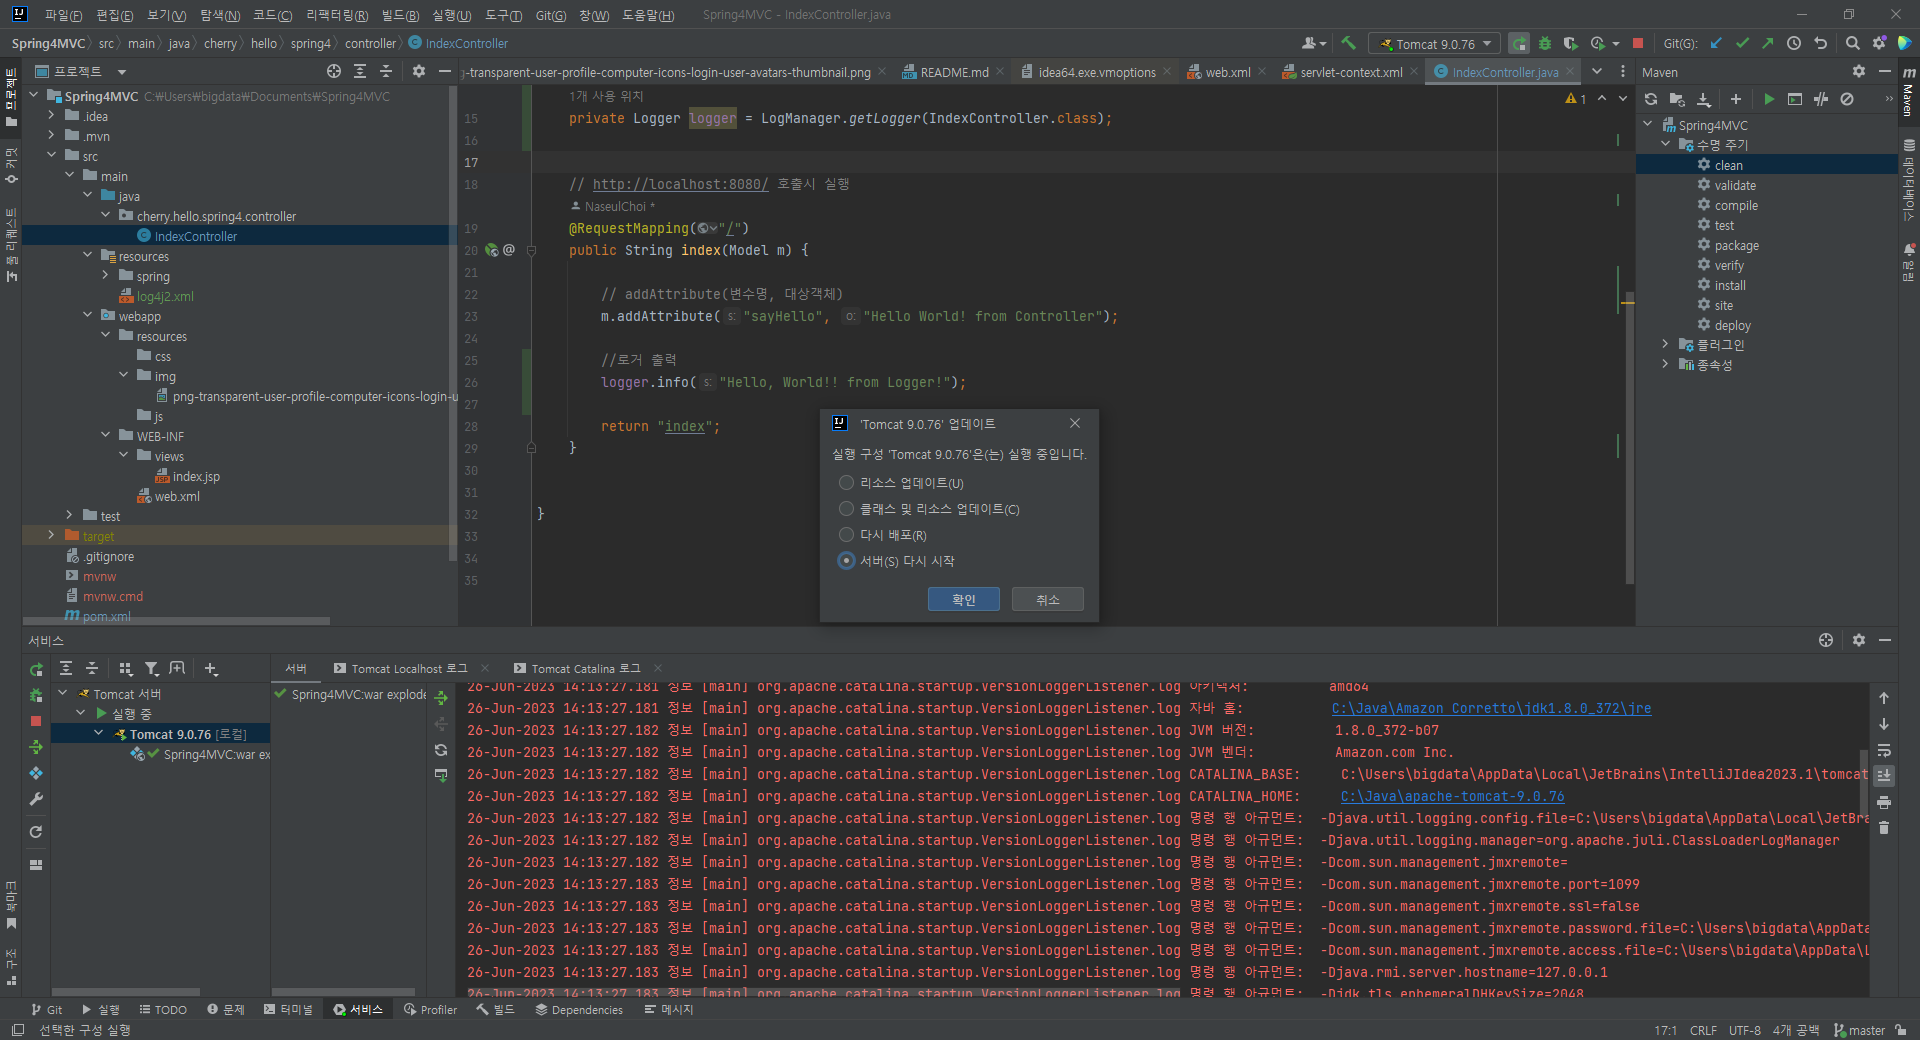 파일(F) 편집(E) 보기(V) 탐색(N) 코드(C) 리팩터링(R) 빌드(B) 실행(U) 도구(T) Git(G) 창(W) 도움말(H) Spring4MVC - IndexController.java
Spring4MVC src main java cherry hello spring4 controller IndexController
Tomcat 9.0.76
Git(G):
프로젝트
Spring4MVC C:\Users\bigdata\Documents\Spring4MVC
.idea
.mvn
src
main
java
cherry.hello.spring4.controller
IndexController
resources
spring
log4j2.xml
webapp
resources
css
img
png-transparent-user-profile-computer-icons-login-u
js
WEB-INF
views
index.jsp
web.xml
test
target
.gitignore
mvnw
mvnw.cmd
pom.xml
프로젝트
커밋
풀 리퀘스트
북마크
구조
j-transparent-user-profile-computer-icons-login-user-avatars-thumbnail.png README.md idea64.exe.vmoptions web.xml servlet-context.xml IndexController.java
1개 사용 위치
1
15 private Logger logger = LogManager.getLogger(IndexController.class);
16
17
18 // http://localhost:8080/ 호출시 실행
NaseulChoi *
19 @RequestMapping("/")
20 public String index(Model m) {
21
22 // addAttribute(변수명, 대상객체)
23 m.addAttribute( s: "sayHello", o: "Hello World! from Controller");
24
25 //로거 출력
26 logger.info( s: "Hello, World!! from Logger!");
27
28 return "index";
29 }
30
31
32 }
33
34
35
'Tomcat 9.0.76' 업데이트
실행 구성 'Tomcat 9.0.76'은(는) 실행 중입니다.
리소스 업데이트(U)
클래스 및 리소스 업데이트(C)
다시 배포(R)
서버(S) 다시 시작
확인 취소
Maven
Spring4MVC
수명 주기
clean
validate
compile
test
package
verify
install
site
deploy
플러그인
종속성
Maven
데이터베이스
알림
서비스
Tomcat 서버
실행 중
Tomcat 9.0.76 [로컬]
Spring4MVC:war ex
서버 Tomcat Localhost 로그 Tomcat Catalina 로그
Spring4MVC:war explode
26-Jun-2023 14:13:27.181 정보 [main] org.apache.catalina.startup.VersionLoggerListener.log 아키텍처: amd64
26-Jun-2023 14:13:27.181 정보 [main] org.apache.catalina.startup.VersionLoggerListener.log 자바 홈: C:\Java\Amazon Corretto\jdk1.8.0_372\jre
26-Jun-2023 14:13:27.182 정보 [main] org.apache.catalina.startup.VersionLoggerListener.log JVM 버전: 1.8.0_372-b07
26-Jun-2023 14:13:27.182 정보 [main] org.apache.catalina.startup.VersionLoggerListener.log JVM 벤더: Amazon.com Inc.
26-Jun-2023 14:13:27.182 정보 [main] org.apache.catalina.startup.VersionLoggerListener.log CATALINA_BASE: C:\Users\bigdata\AppData\Local\JetBrains\IntelliJIdea2023.1\tomcat
26-Jun-2023 14:13:27.182 정보 [main] org.apache.catalina.startup.VersionLoggerListener.log CATALINA_HOME: C:\Java\apache-tomcat-9.0.76
26-Jun-2023 14:13:27.182 정보 [main] org.apache.catalina.startup.VersionLoggerListener.log 명령 행 아규먼트: -Djava.util.logging.config.file=C:\Users\bigdata\AppData\Local\JetBra
26-Jun-2023 14:13:27.182 정보 [main] org.apache.catalina.startup.VersionLoggerListener.log 명령 행 아규먼트: -Djava.util.logging.manager=org.apache.juli.ClassLoaderLogManager
26-Jun-2023 14:13:27.182 정보 [main] org.apache.catalina.startup.VersionLoggerListener.log 명령 행 아규먼트: -Dcom.sun.management.jmxremote=
26-Jun-2023 14:13:27.183 정보 [main] org.apache.catalina.startup.VersionLoggerListener.log 명령 행 아규먼트: -Dcom.sun.management.jmxremote.port=1099
26-Jun-2023 14:13:27.183 정보 [main] org.apache.catalina.startup.VersionLoggerListener.log 명령 행 아규먼트: -Dcom.sun.management.jmxremote.ssl=false
26-Jun-2023 14:13:27.183 정보 [main] org.apache.catalina.startup.VersionLoggerListener.log 명령 행 아규먼트: -Dcom.sun.management.jmxremote.password.file=C:\Users\bigdata\AppData
26-Jun-2023 14:13:27.183 정보 [main] org.apache.catalina.startup.VersionLoggerListener.log 명령 행 아규먼트: -Dcom.sun.management.jmxremote.access.file=C:\Users\bigdata\AppData\L
26-Jun-2023 14:13:27.183 정보 [main] org.apache.catalina.startup.VersionLoggerListener.log 명령 행 아규먼트: -Djava.rmi.server.hostname=127.0.0.1
26-Jun-2023 14:13:27.183 정보 [main] org.apache.catalina.startup.VersionLoggerListener.log 명령 행 아규먼트: -Djdk.tls.ephemeralDHKeySize=2048
Git 실행 TODO 문제 터미널 서비스 Profiler 빌드 Dependencies 메시지
선택한 구성 실행 17:1 CRLF UTF-8 4개 공백 master